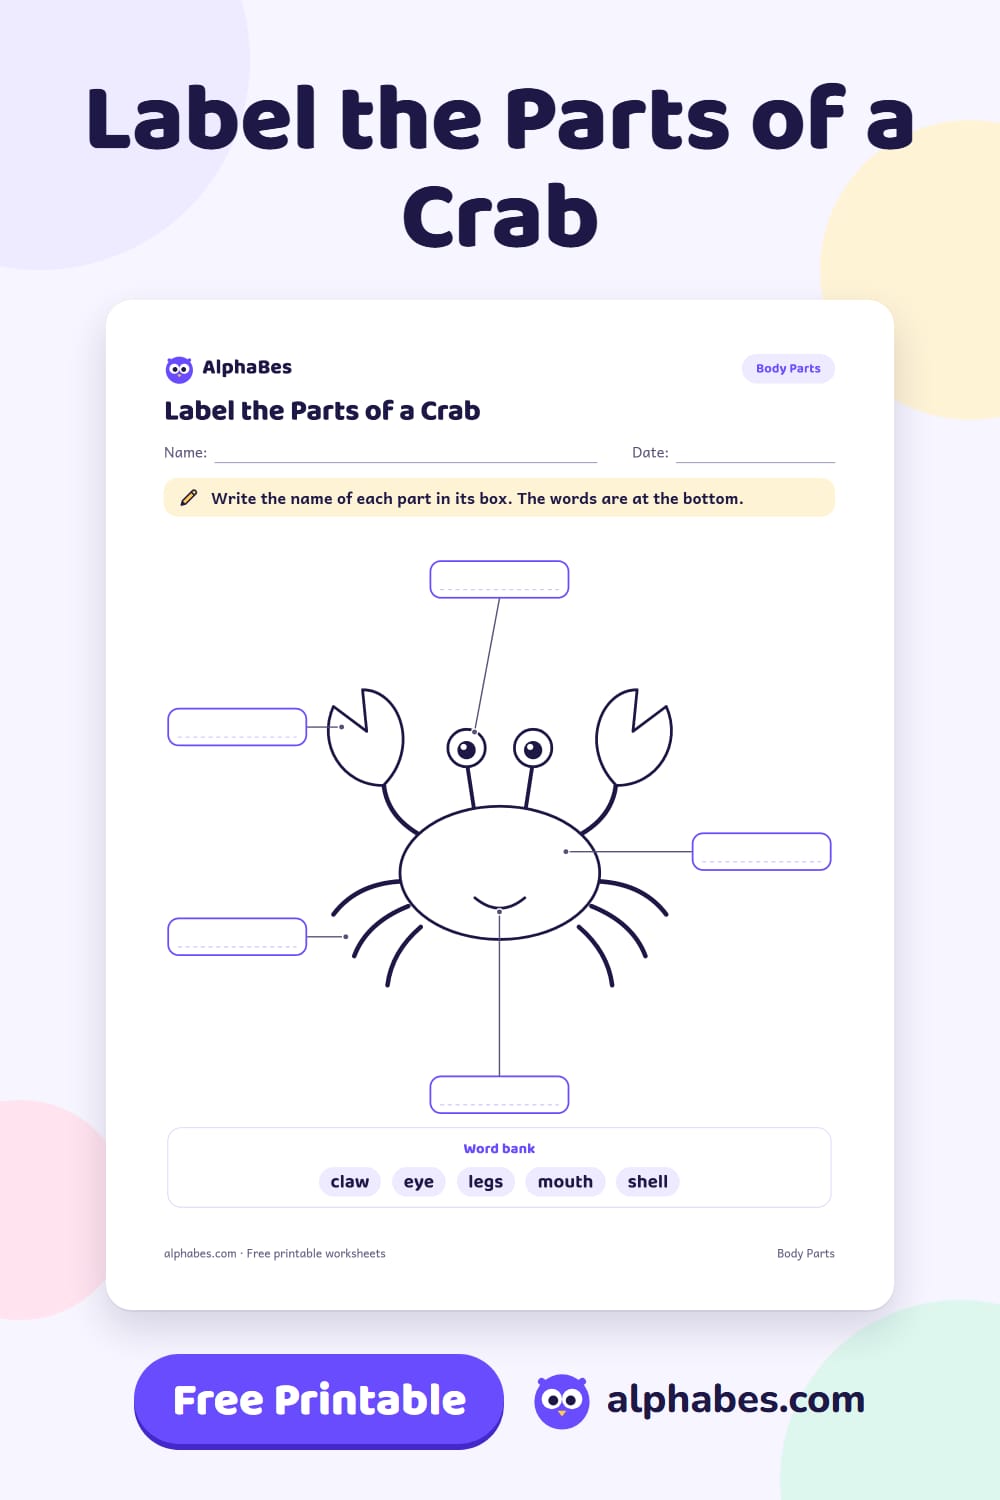 Label the Parts of a
Crab
AlphaBes
Body Parts
Label the Parts of a Crab
Name:
Date:
Write the name of each part in its box. The words are at the bottom.
Word bank
claw eye legs mouth shell
alphabes.com · Free printable worksheets
Body Parts
Free Printable
alphabes.com